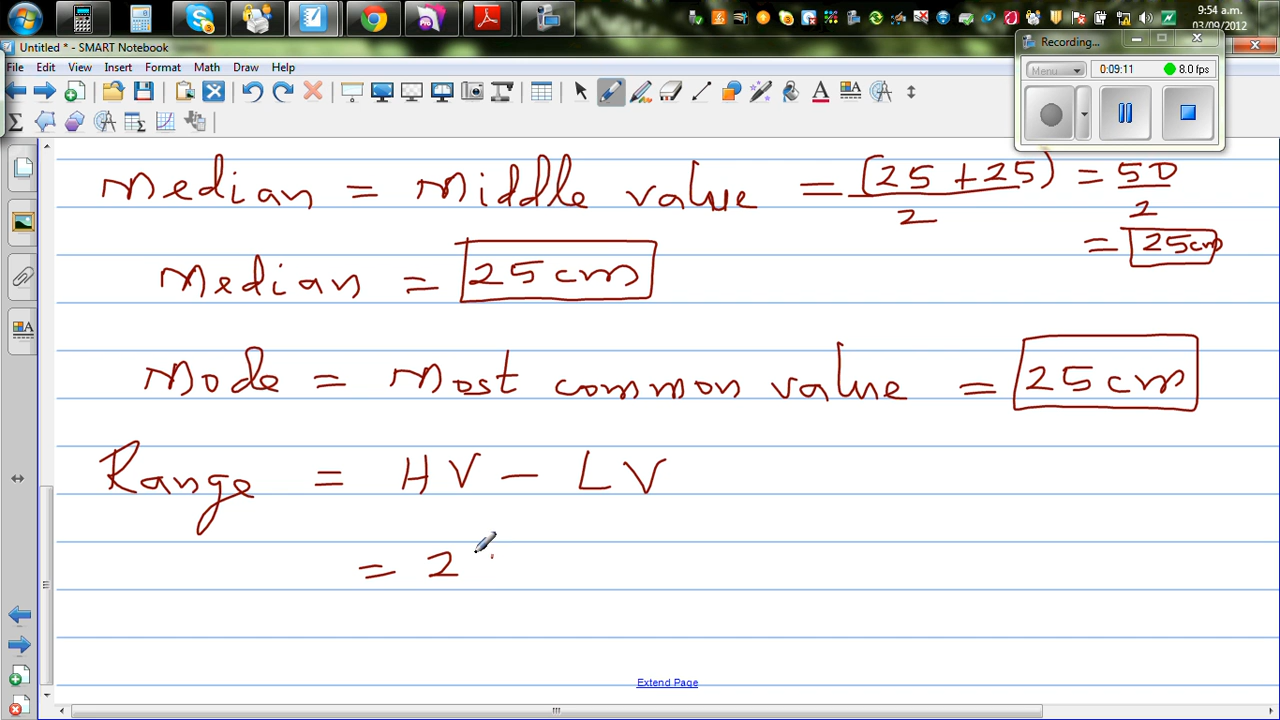 9:54 a.m.
03/09/2012
Untitled * - SMART Notebook
Recording...
File Edit View Insert Format Math Draw Help
Menu 0:09:11 8.0 fps
Median = Middle value = (25 + 25) = 50
2 2
= 25cm
Median = 25 cm
Mode = Most common value = 25 cm
Range = HV - LV
= 2
Extend Page